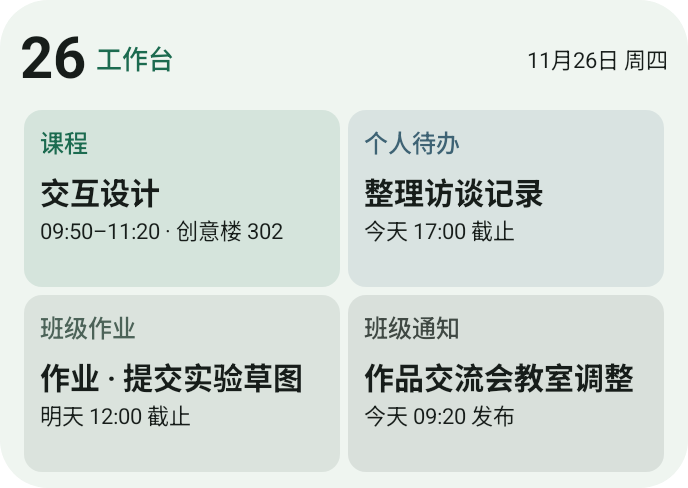 26 工作台
11月26日 周四
课程
交互设计
09:50–11:20 · 创意楼 302
个人待办
整理访谈记录
今天 17:00 截止
班级作业
作业 · 提交实验草图
明天 12:00 截止
班级通知
作品交流会教室调整
今天 09:20 发布